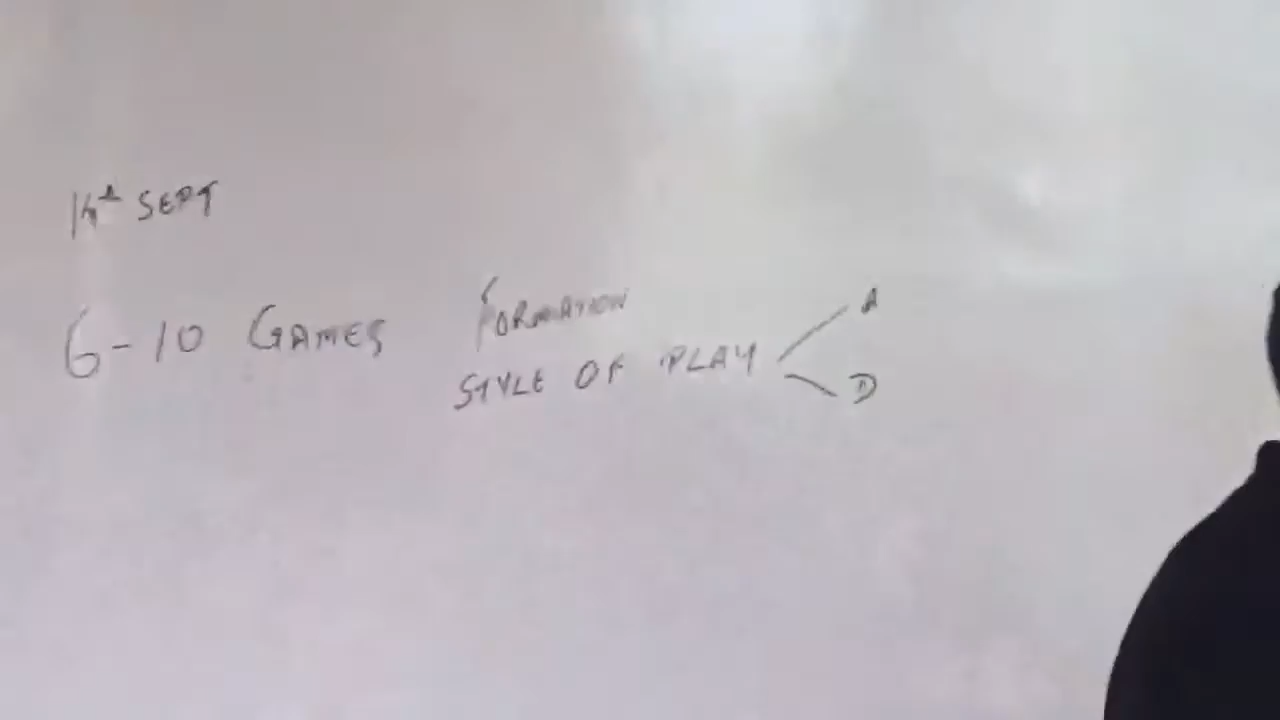 14th SEPT
6-10 GAMES
FORMATION
STYLE OF PLAY
A
D